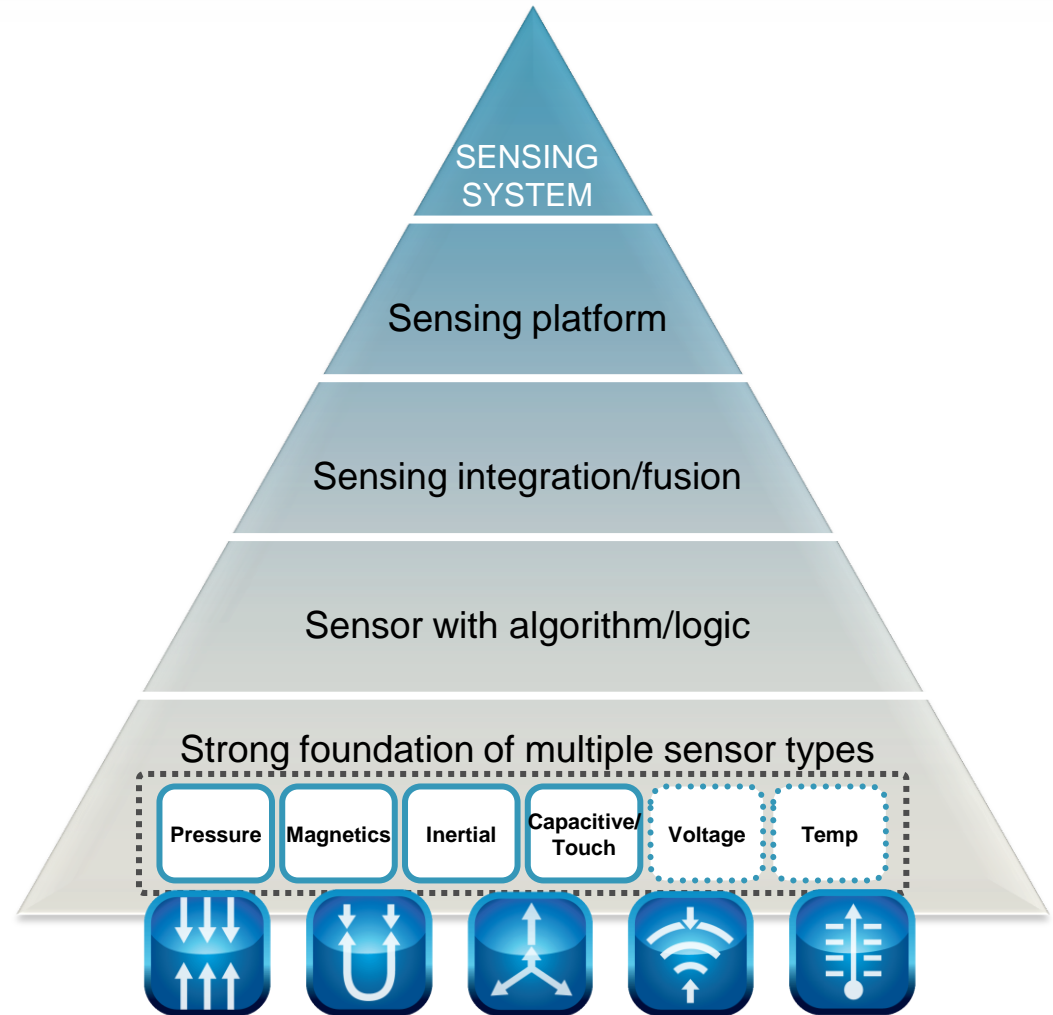 SENSING
SYSTEM
Sensing platform
Sensing integration/fusion
Sensor with algorithm/logic
Strong foundation of multiple sensor types
Pressure
Magnetics
Inertial
Capacitive/
Touch
Voltage
Temp